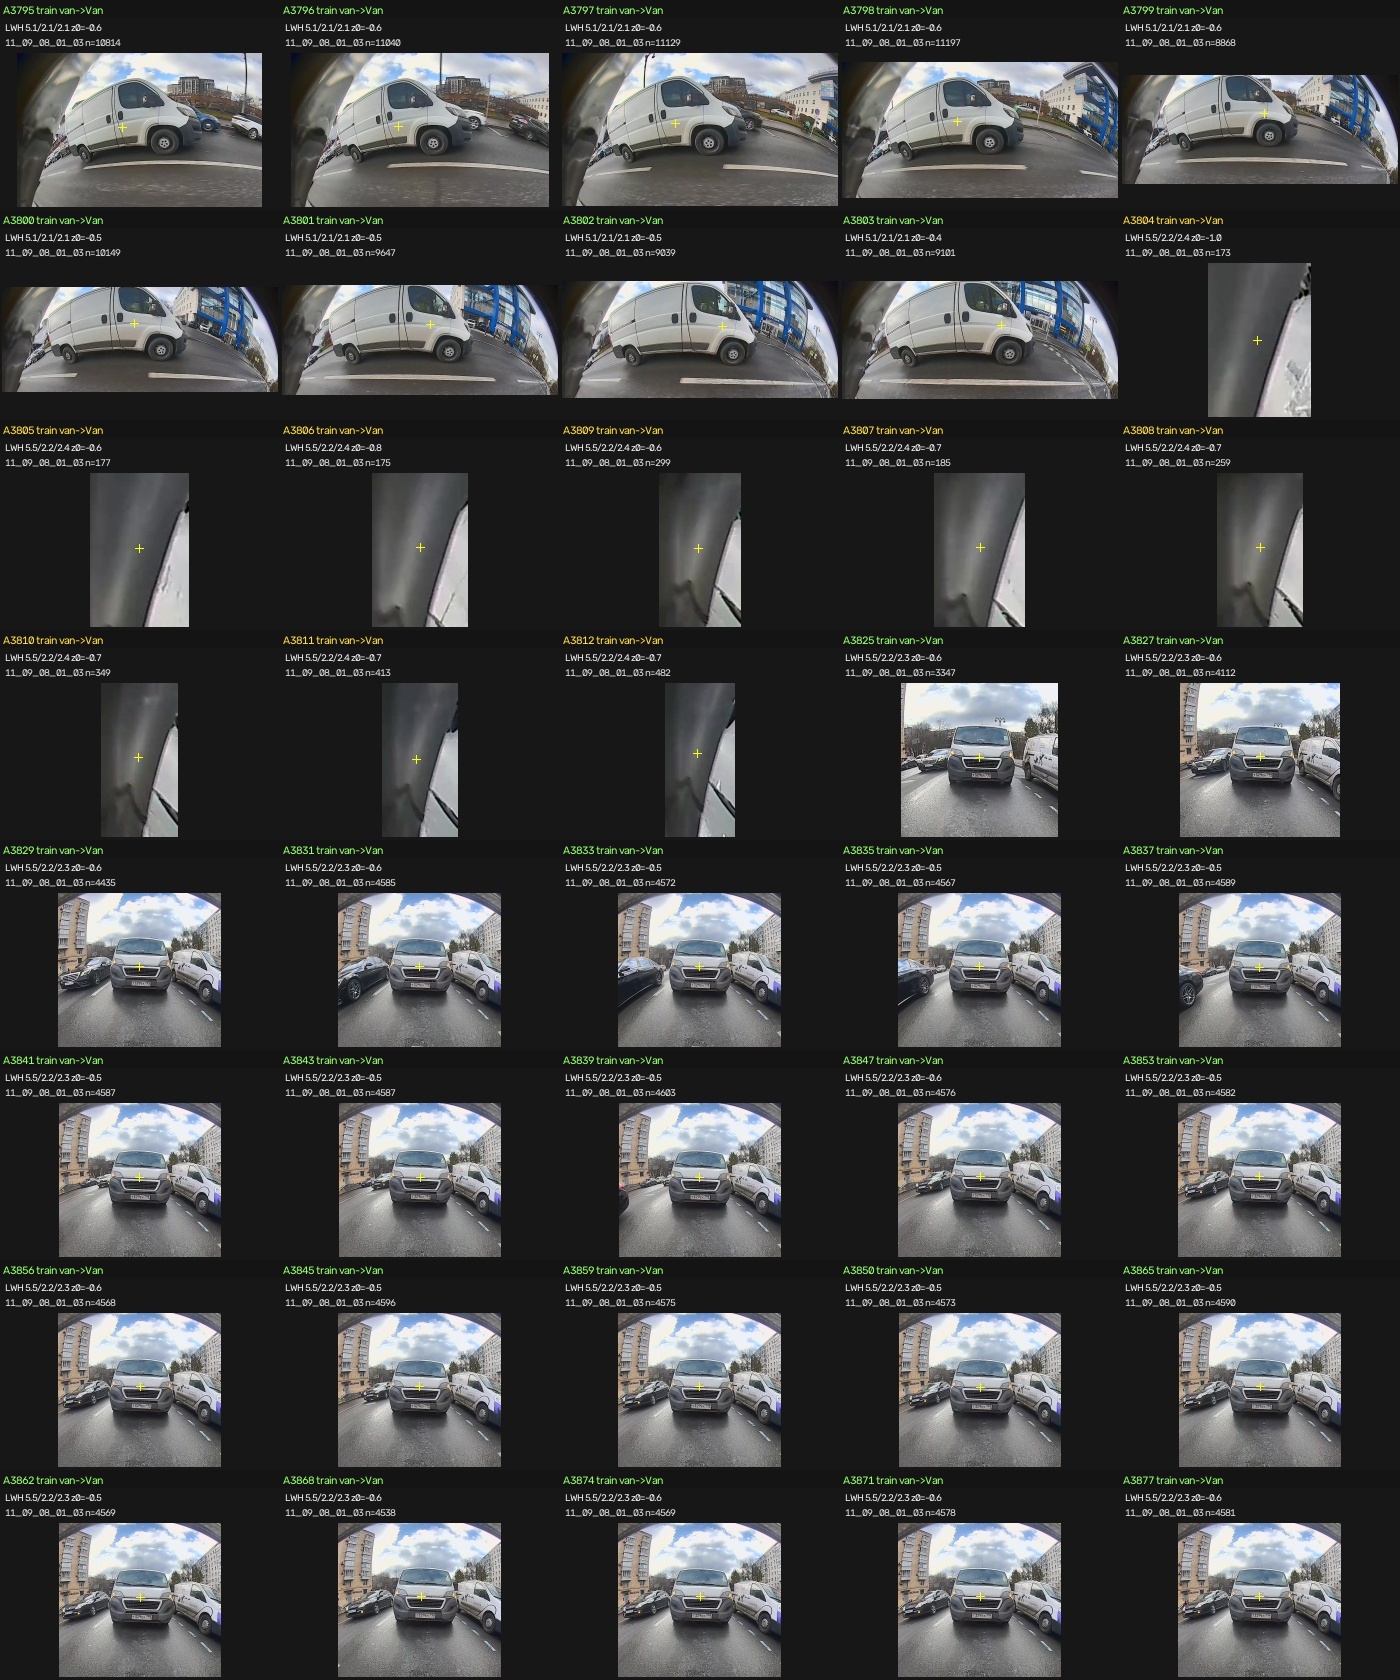 A3795 train van->Van
LWH 5.1/2.1/2.1 z0=-0.6
11_09_08_01_03 n=10814
A3796 train van->Van
LWH 5.1/2.1/2.1 z0=-0.6
11_09_08_01_03 n=11040
A3797 train van->Van
LWH 5.1/2.1/2.1 z0=-0.6
11_09_08_01_03 n=11129
A3798 train van->Van
LWH 5.1/2.1/2.1 z0=-0.6
11_09_08_01_03 n=11197
A3799 train van->Van
LWH 5.1/2.1/2.1 z0=-0.6
11_09_08_01_03 n=8868
A3800 train van->Van
LWH 5.1/2.1/2.1 z0=-0.5
11_09_08_01_03 n=10149
A3801 train van->Van
LWH 5.1/2.1/2.1 z0=-0.5
11_09_08_01_03 n=9647
A3802 train van->Van
LWH 5.1/2.1/2.1 z0=-0.5
11_09_08_01_03 n=9039
A3803 train van->Van
LWH 5.1/2.1/2.1 z0=-0.4
11_09_08_01_03 n=9101
A3804 train van->Van
LWH 5.5/2.2/2.4 z0=-1.0
11_09_08_01_03 n=173
A3805 train van->Van
LWH 5.5/2.2/2.4 z0=-0.6
11_09_08_01_03 n=177
A3806 train van->Van
LWH 5.5/2.2/2.4 z0=-0.8
11_09_08_01_03 n=175
A3809 train van->Van
LWH 5.5/2.2/2.4 z0=-0.6
11_09_08_01_03 n=299
A3807 train van->Van
LWH 5.5/2.2/2.4 z0=-0.7
11_09_08_01_03 n=185
A3808 train van->Van
LWH 5.5/2.2/2.4 z0=-0.7
11_09_08_01_03 n=259
A3810 train van->Van
LWH 5.5/2.2/2.4 z0=-0.7
11_09_08_01_03 n=349
A3811 train van->Van
LWH 5.5/2.2/2.4 z0=-0.7
11_09_08_01_03 n=413
A3812 train van->Van
LWH 5.5/2.2/2.4 z0=-0.7
11_09_08_01_03 n=482
A3825 train van->Van
LWH 5.5/2.2/2.3 z0=-0.6
11_09_08_01_03 n=3347
A3827 train van->Van
LWH 5.5/2.2/2.3 z0=-0.6
11_09_08_01_03 n=4112
A3829 train van->Van
LWH 5.5/2.2/2.3 z0=-0.6
11_09_08_01_03 n=4435
A3831 train van->Van
LWH 5.5/2.2/2.3 z0=-0.6
11_09_08_01_03 n=4585
A3833 train van->Van
LWH 5.5/2.2/2.3 z0=-0.5
11_09_08_01_03 n=4572
A3835 train van->Van
LWH 5.5/2.2/2.3 z0=-0.5
11_09_08_01_03 n=4567
A3837 train van->Van
LWH 5.5/2.2/2.3 z0=-0.5
11_09_08_01_03 n=4589
A3841 train van->Van
LWH 5.5/2.2/2.3 z0=-0.5
11_09_08_01_03 n=4587
A3843 train van->Van
LWH 5.5/2.2/2.3 z0=-0.5
11_09_08_01_03 n=4587
A3839 train van->Van
LWH 5.5/2.2/2.3 z0=-0.5
11_09_08_01_03 n=4603
A3847 train van->Van
LWH 5.5/2.2/2.3 z0=-0.6
11_09_08_01_03 n=4576
A3853 train van->Van
LWH 5.5/2.2/2.3 z0=-0.5
11_09_08_01_03 n=4582
A3856 train van->Van
LWH 5.5/2.2/2.3 z0=-0.6
11_09_08_01_03 n=4568
A3845 train van->Van
LWH 5.5/2.2/2.3 z0=-0.5
11_09_08_01_03 n=4596
A3859 train van->Van
LWH 5.5/2.2/2.3 z0=-0.5
11_09_08_01_03 n=4575
A3850 train van->Van
LWH 5.5/2.2/2.3 z0=-0.5
11_09_08_01_03 n=4573
A3865 train van->Van
LWH 5.5/2.2/2.3 z0=-0.5
11_09_08_01_03 n=4590
A3862 train van->Van
LWH 5.5/2.2/2.3 z0=-0.5
11_09_08_01_03 n=4569
A3868 train van->Van
LWH 5.5/2.2/2.3 z0=-0.6
11_09_08_01_03 n=4538
A3874 train van->Van
LWH 5.5/2.2/2.3 z0=-0.6
11_09_08_01_03 n=4569
A3871 train van->Van
LWH 5.5/2.2/2.3 z0=-0.6
11_09_08_01_03 n=4578
A3877 train van->Van
LWH 5.5/2.2/2.3 z0=-0.6
11_09_08_01_03 n=4581